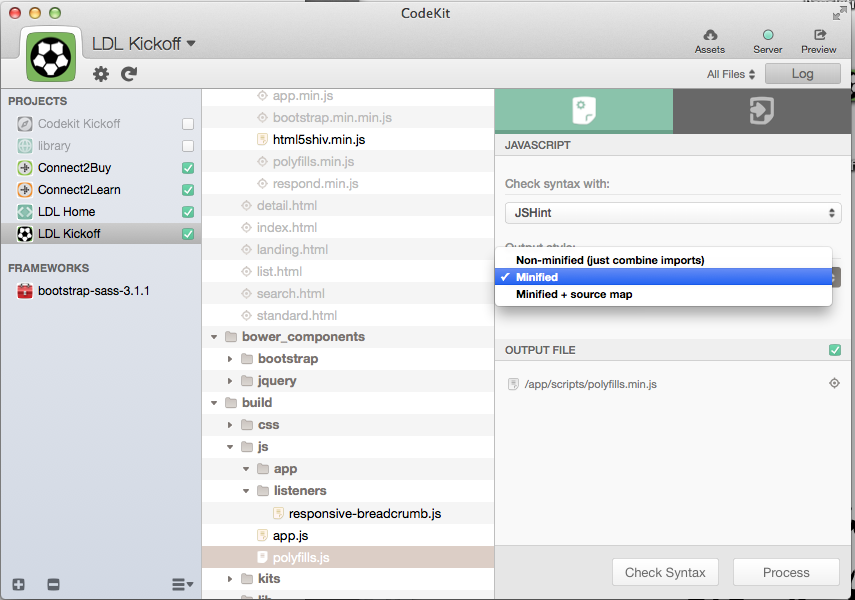 CodeKit
LDL Kickoff
Assets
Server
Preview
All Files
Log
PROJECTS
Codekit Kickoff
library
Connect2Buy
Connect2Learn
LDL Home
LDL Kickoff
FRAMEWORKS
bootstrap-sass-3.1.1
app.min.js
bootstrap.min.min.js
html5shiv.min.js
polyfills.min.js
respond.min.js
detail.html
index.html
landing.html
list.html
search.html
standard.html
bower_components
bootstrap
jquery
build
css
js
app
listeners
responsive-breadcrumb.js
app.js
polyfills.js
kits
lib
JAVASCRIPT
Check syntax with:
JSHint
Output style:
Non-minified (just combine imports)
Minified
Minified + source map
OUTPUT FILE
/app/scripts/polyfills.min.js
Check Syntax
Process